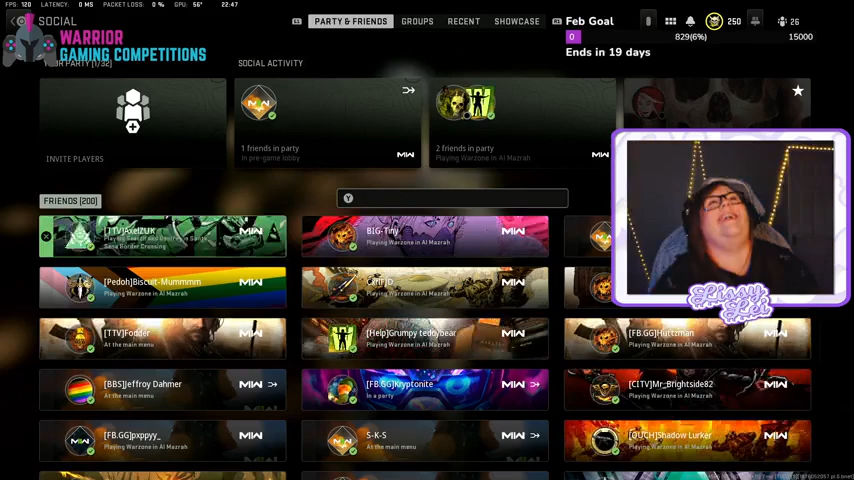 FPS: 120 LATENCY: 0 MS PACKET LOSS: 0 % GPU: 56° 22:47
SOCIAL
PARTY & FRIENDS
GROUPS
RECENT
SHOWCASE
Feb Goal
250
26
0
829(6%)
15000
Ends in 19 days
WARRIOR
GAMING COMPETITIONS
YOUR PARTY [1/32]
SOCIAL ACTIVITY
INVITE PLAYERS
1 friends in party
In pre-game lobby
2 friends in party
Playing Warzone in Al Mazrah
FRIENDS (200)
Y
[TTV]AxelZUK
BIG-Tiny
Playing Warzone in Al Mazrah
[Pedoh]Biscuit-Mummmm
Playing Warzone in Al Mazrah
Playing Warzone in Al Mazrah
[TTV]Fodder
At the main menu
[Help]Grumpy teddybear
Playing Warzone in Al Mazrah
[FB.GG]Huttzman
Playing Warzone in Al Mazrah
[BBS]Jeffroy Dahmer
At the main menu
[FB.GG]Kryptonite
In a party
[CITV]Mr_Brightside82
Playing Warzone in Al Mazrah
[FB.GG]pxppyy_
Playing Warzone in Al Mazrah
S-K-S
At the main menu
[OUCH]Shadow Lurker
Playing Warzone in Al Mazrah